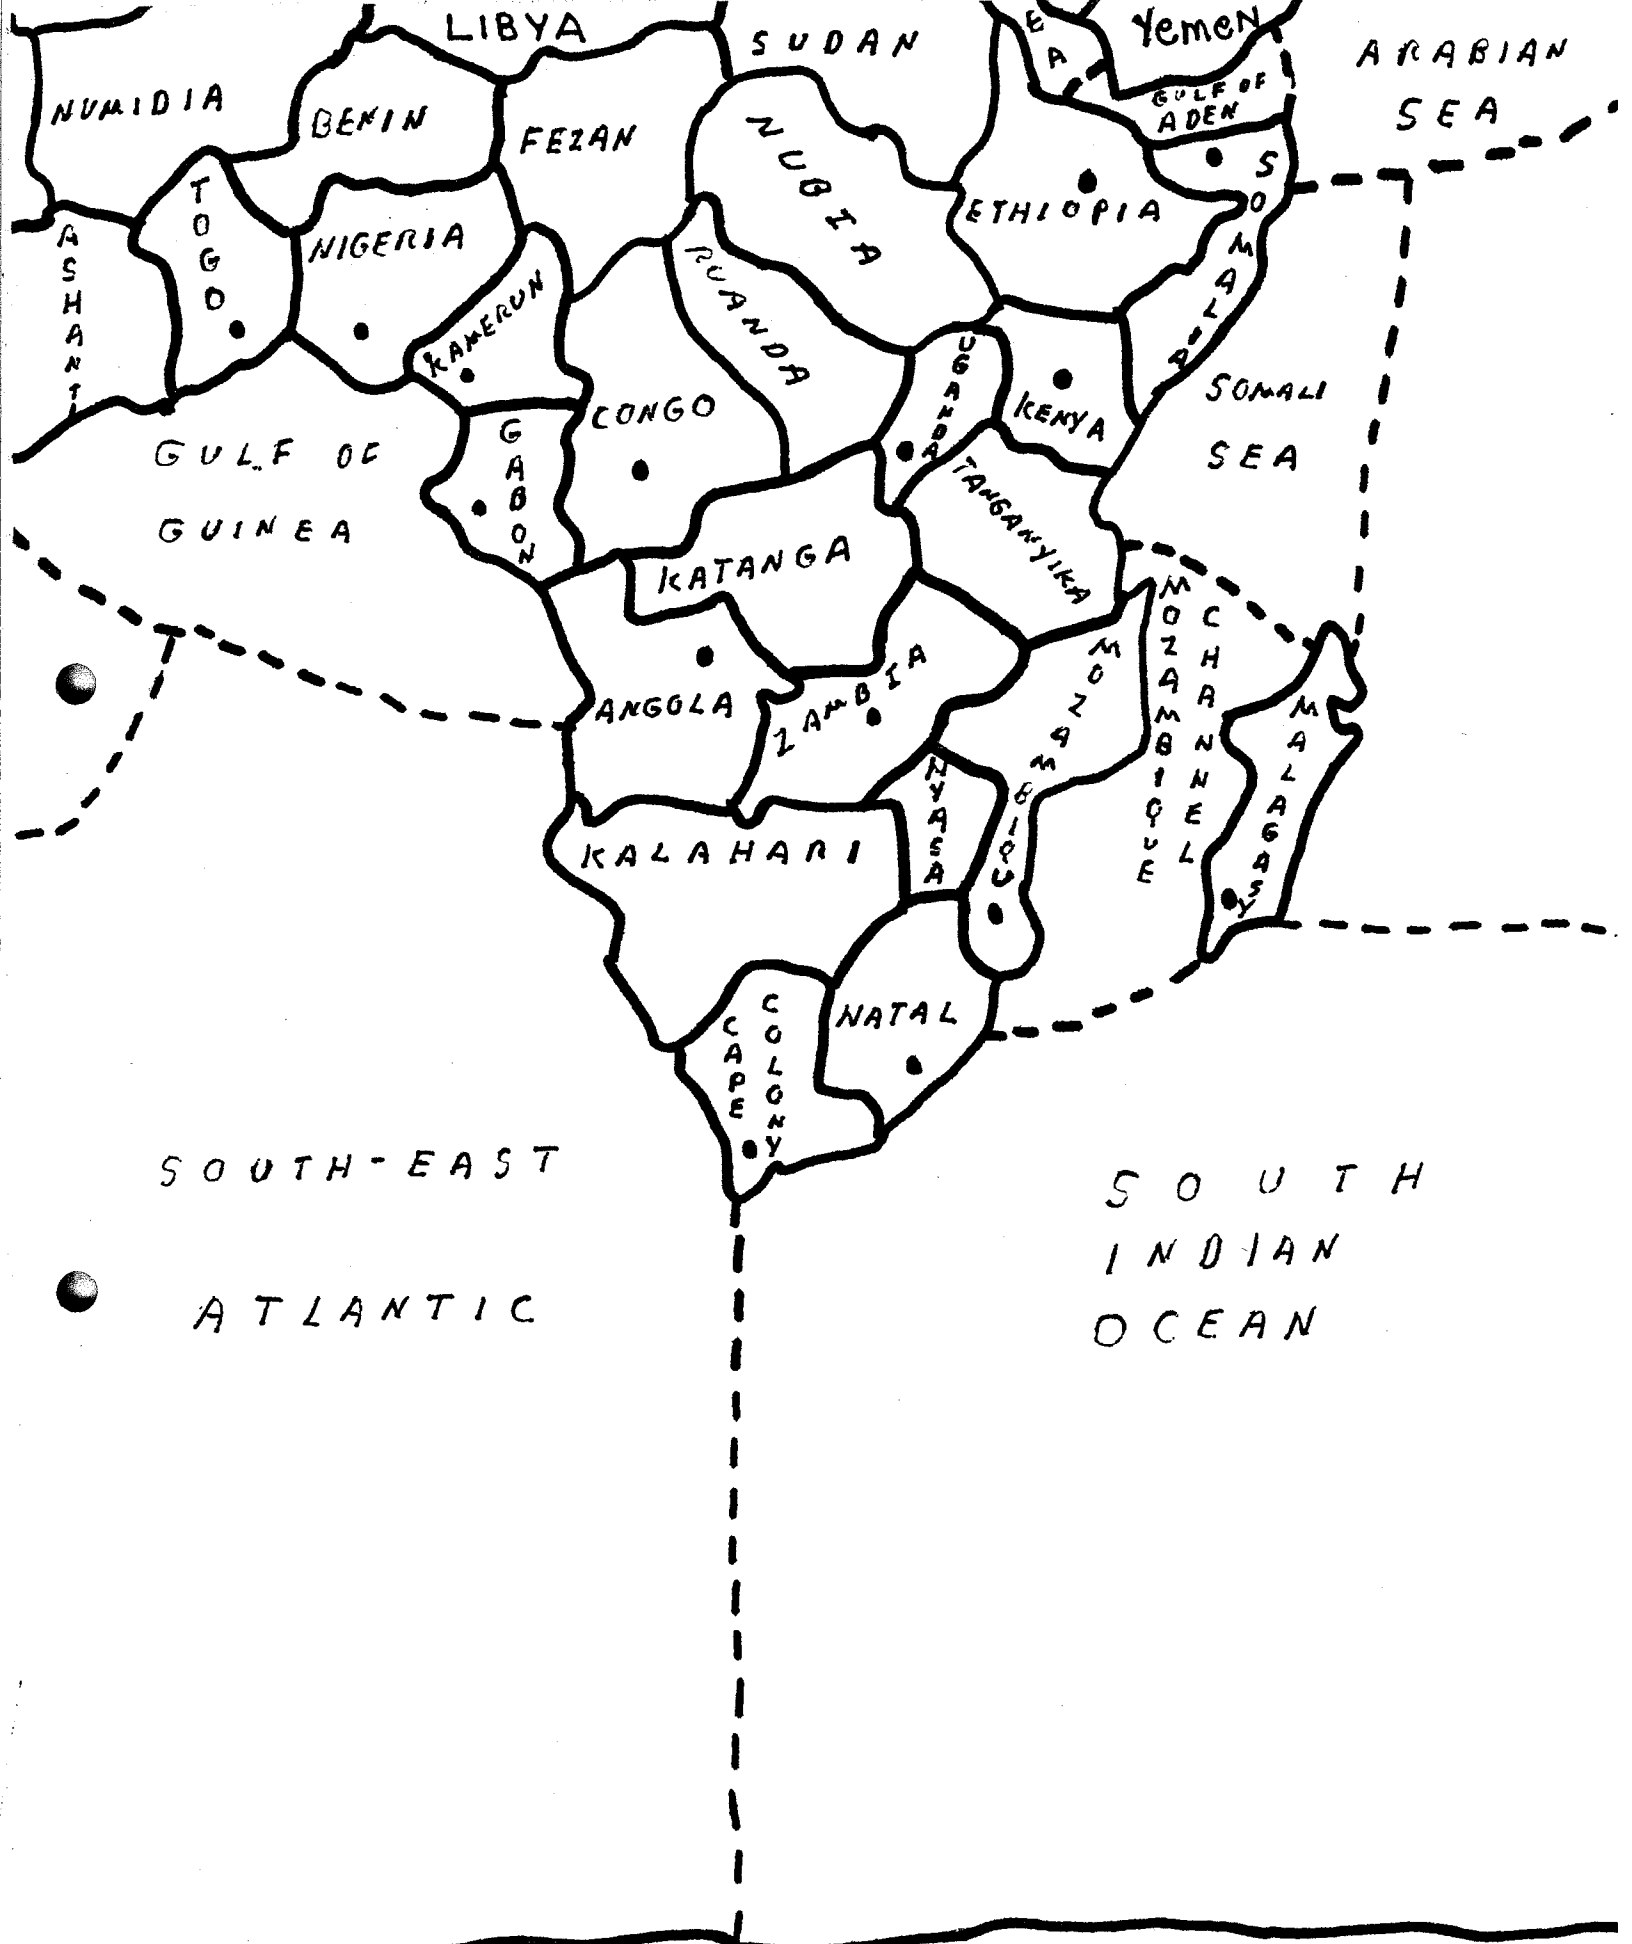 LIBYA
SUDAN
E
A
Yemen
ARABIAN
SEA
NUMIDIA
BENIN
FEZAN
NUBIA
GULF OF
ADEN
TOGO
NIGERIA
ETHIOPIA
SOMALIA
ASHANTI
KAMERUN
RUANDA
UGANDA
KENYA
SOMALI
SEA
CONGO
GABON
GULF OF
GUINEA
TANGANYIKA
KATANGA
MOZAMBIQUE
CHANNEL
ANGOLA
ZAMBIA
MOZAMBIQU
MALAGASY
NYASA
KALAHARI
CAPE
COLONY
NATAL
SOUTH-EAST
ATLANTIC
SOUTH
INDIAN
OCEAN